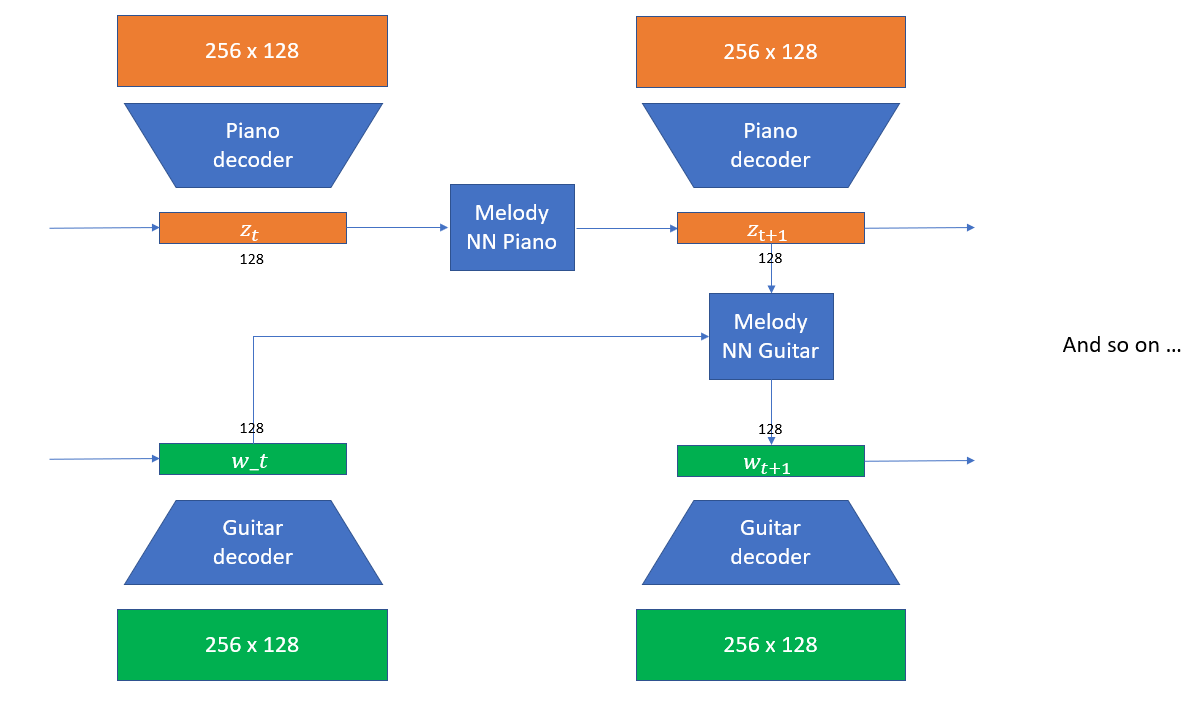 256 x 128
256 x 128
Piano
decoder
Piano
decoder
Melody
NN Piano
z_t
z_{t+1}
128
128
Melody
NN Guitar
And so on ...
128
128
w_t
w_{t+1}
Guitar
decoder
Guitar
decoder
256 x 128
256 x 128